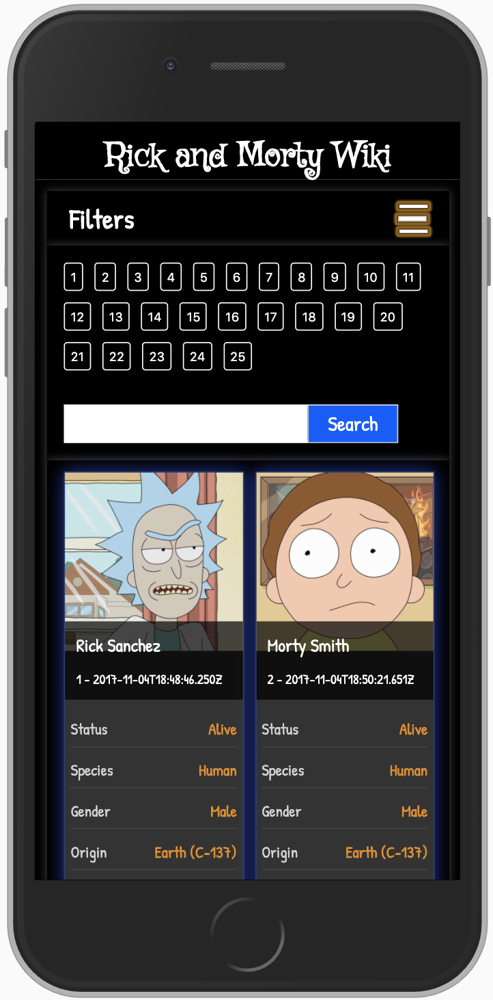 Rick and Morty Wiki
Filters
1 2 3 4 5 6 7 8 9 10 11
12 13 14 15 16 17 18 19 20
21 22 23 24 25
Search
Rick Sanchez
1 - 2017-11-04T18:48:46.250Z
Status Alive
Species Human
Gender Male
Origin Earth (C-137)
Morty Smith
2 - 2017-11-04T18:50:21.651Z
Status Alive
Species Human
Gender Male
Origin Earth (C-137)